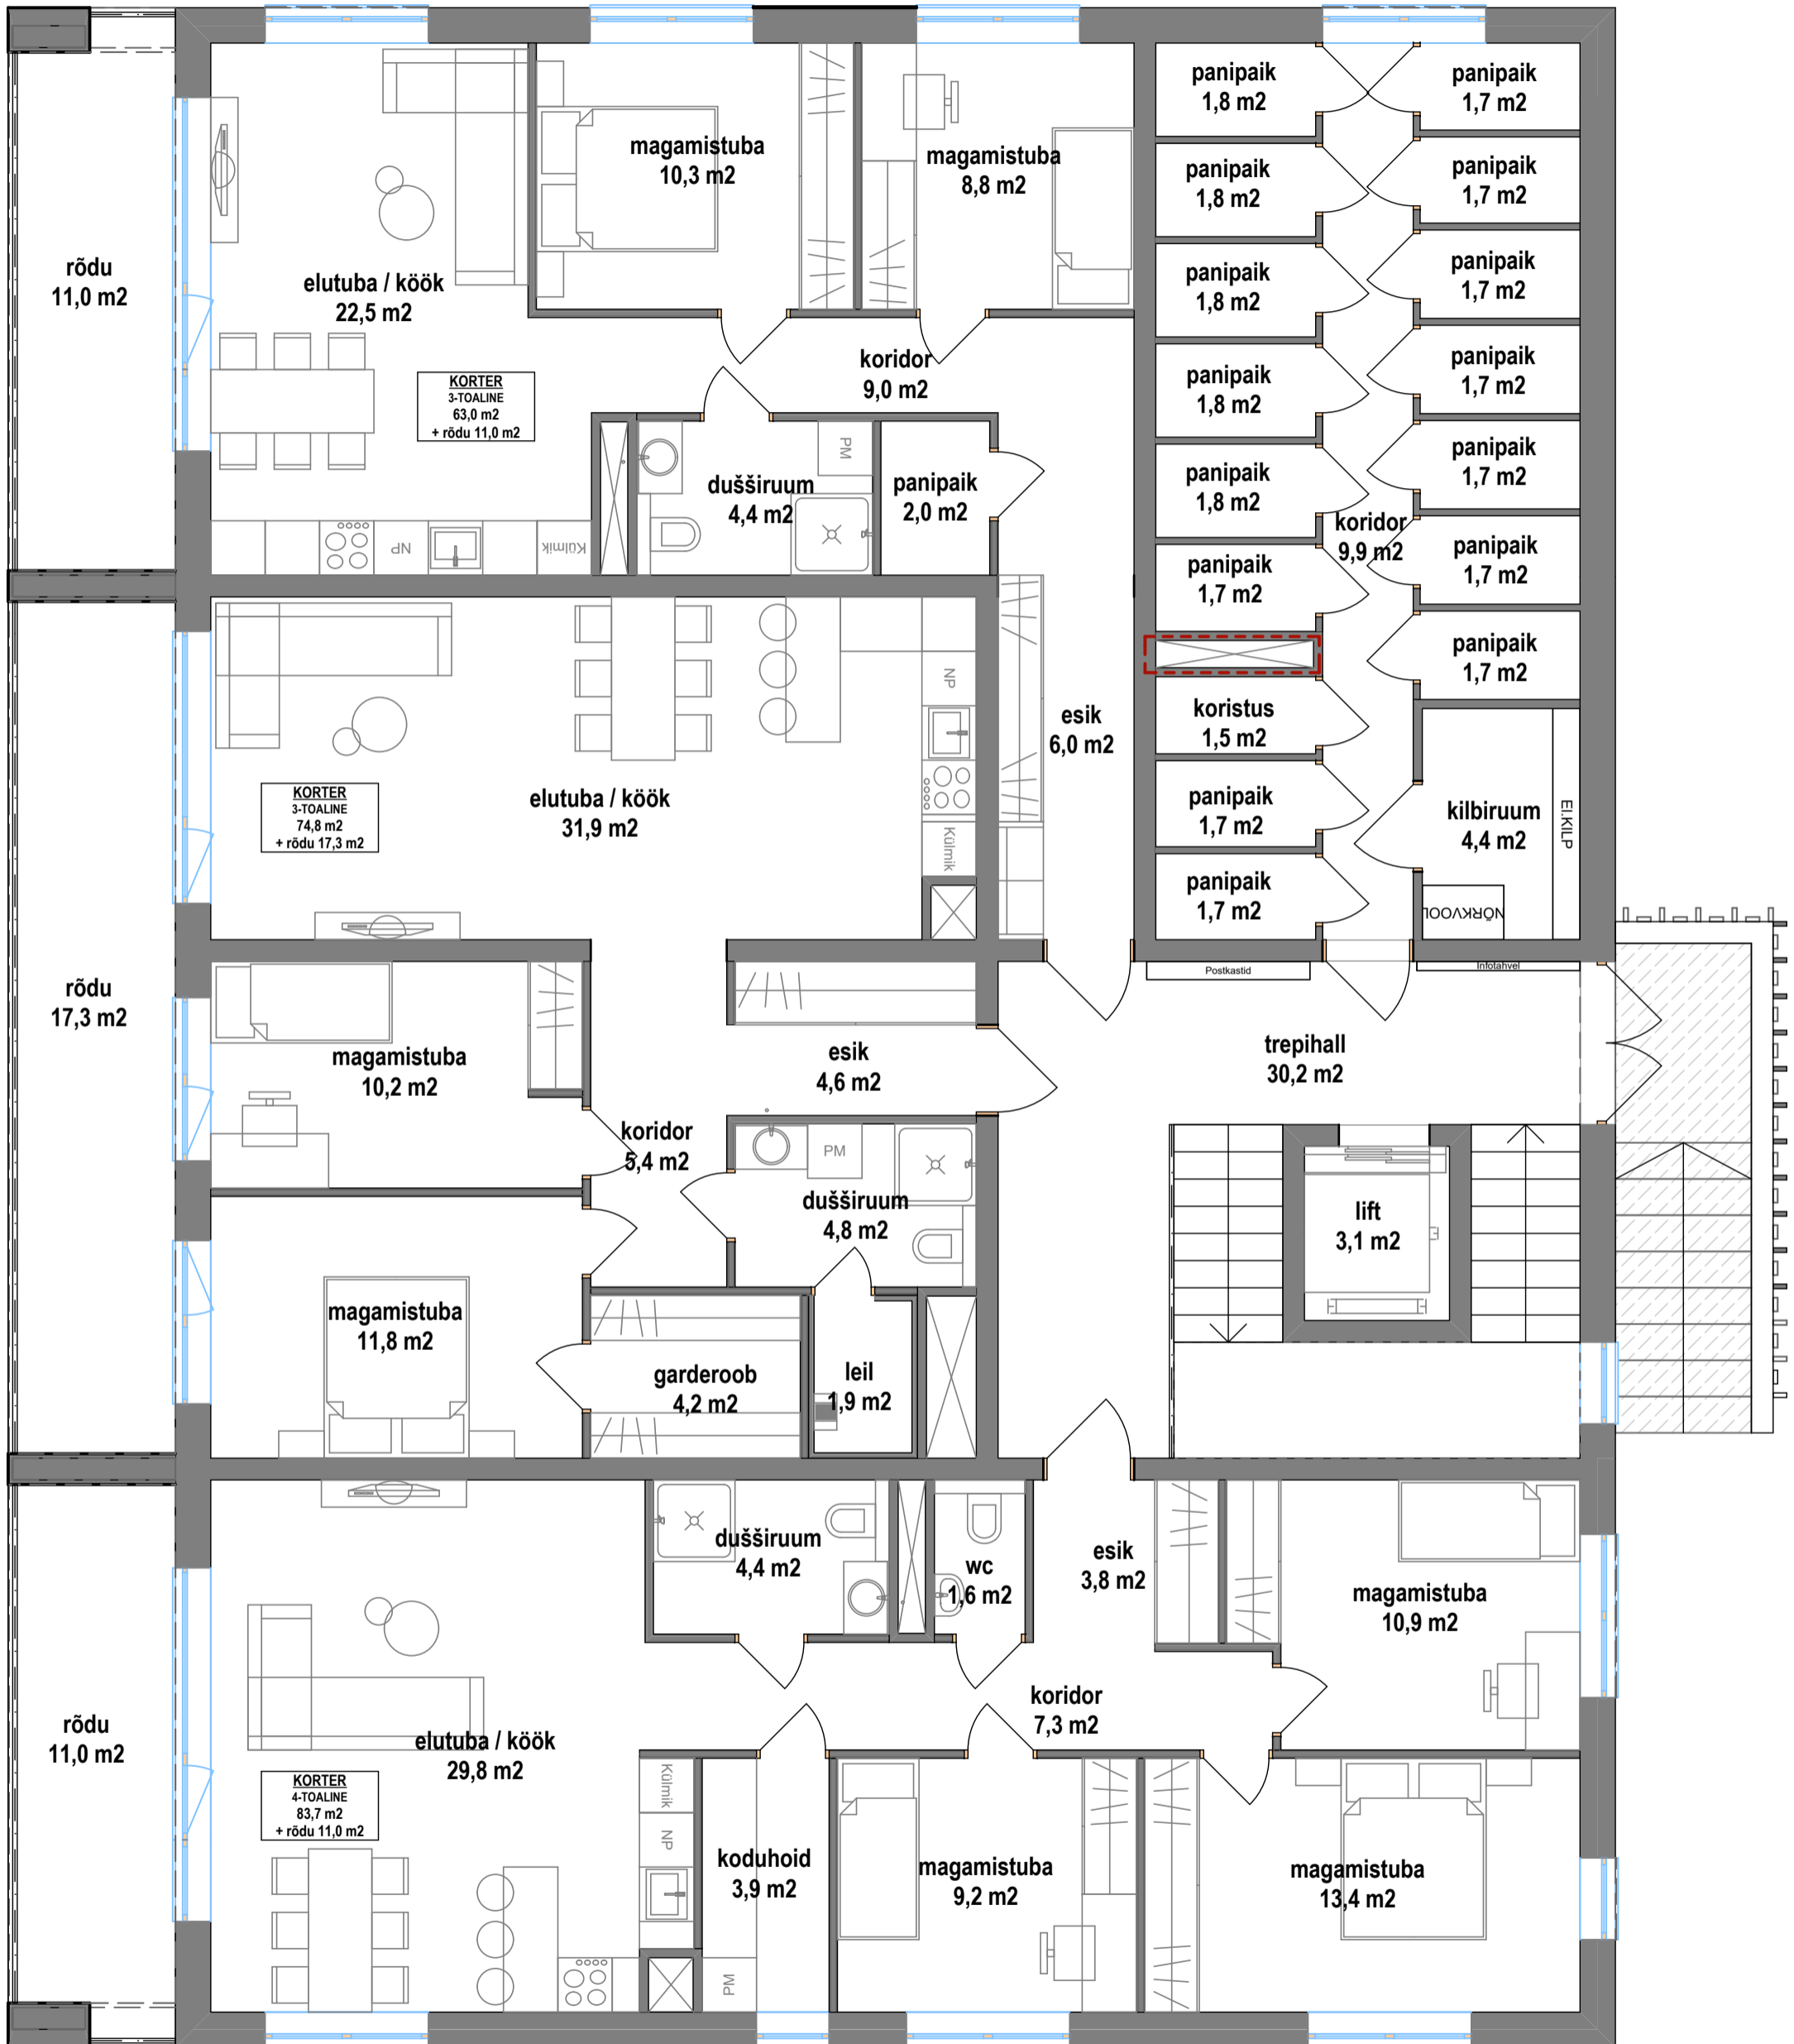 rõdu
11,0 m2
elutuba / köök
22,5 m2
KORTER
3-TOALINE
63,0 m2
+ rõdu 11,0 m2
magamistuba
10,3 m2
magamistuba
8,8 m2
koridor
9,0 m2
dušširuum
4,4 m2
PM
panipaik
2,0 m2
NP
Külmik
panipaik
1,8 m2
panipaik
1,8 m2
panipaik
1,8 m2
panipaik
1,8 m2
panipaik
1,8 m2
panipaik
1,7 m2
koristus
1,5 m2
panipaik
1,7 m2
panipaik
1,7 m2
koridor
9,9 m2
panipaik
1,7 m2
panipaik
1,7 m2
panipaik
1,7 m2
panipaik
1,7 m2
panipaik
1,7 m2
panipaik
1,7 m2
panipaik
1,7 m2
kilbiruum
4,4 m2
El.KILP
NÕRKVOOL
rõdu
17,3 m2
KORTER
3-TOALINE
74,8 m2
+ rõdu 17,3 m2
elutuba / köök
31,9 m2
NP
Külmik
esik
6,0 m2
Postkastid
Infotahvel
magamistuba
10,2 m2
esik
4,6 m2
koridor
5,4 m2
PM
dušširuum
4,8 m2
trepihall
30,2 m2
lift
3,1 m2
magamistuba
11,8 m2
garderoob
4,2 m2
leil
1,9 m2
rõdu
11,0 m2
elutuba / köök
29,8 m2
KORTER
4-TOALINE
83,7 m2
+ rõdu 11,0 m2
dušširuum
4,4 m2
wc
1,6 m2
esik
3,8 m2
magamistuba
10,9 m2
koridor
7,3 m2
Külmik
NP
koduhoid
3,9 m2
PM
magamistuba
9,2 m2
magamistuba
13,4 m2